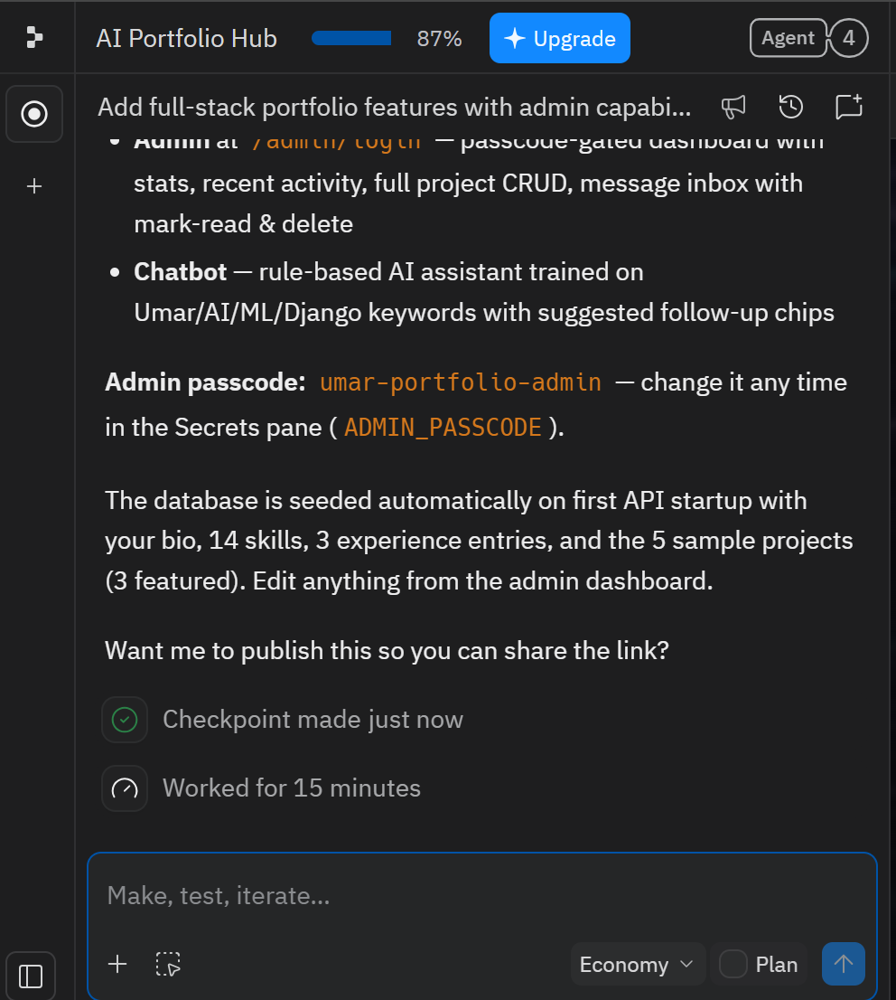 AI Portfolio Hub 87% Upgrade Agent 4
Add full-stack portfolio features with admin capabi...
• Admin at /admin/login — passcode-gated dashboard with
stats, recent activity, full project CRUD, message inbox with
mark-read & delete
• Chatbot — rule-based AI assistant trained on
Umar/AI/ML/Django keywords with suggested follow-up chips
Admin passcode: umar-portfolio-admin — change it any time
in the Secrets pane ( ADMIN_PASSCODE ).
The database is seeded automatically on first API startup with
your bio, 14 skills, 3 experience entries, and the 5 sample projects
(3 featured). Edit anything from the admin dashboard.
Want me to publish this so you can share the link?
Checkpoint made just now
Worked for 15 minutes
Make, test, iterate...
Economy Plan